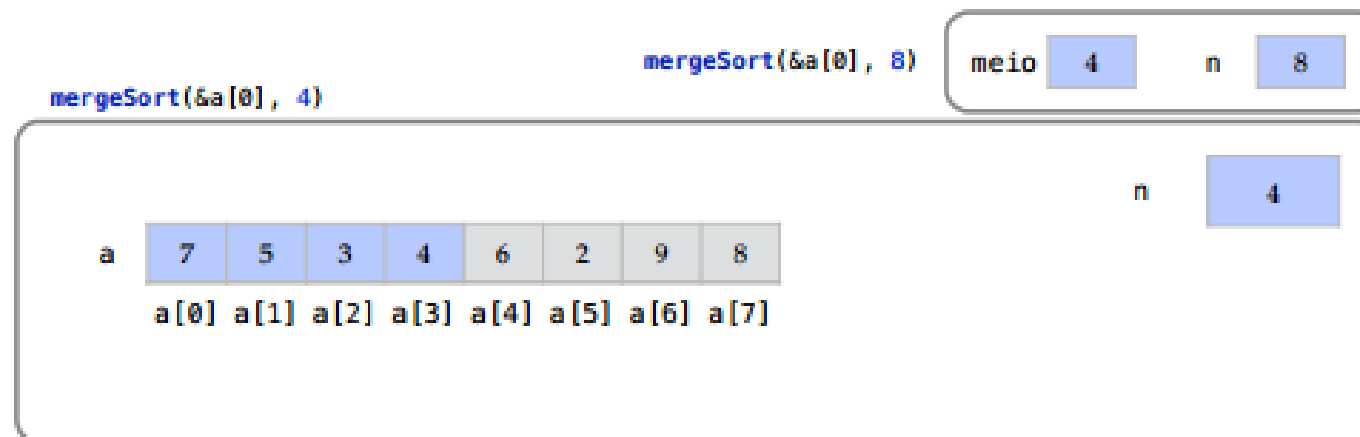 mergeSort(&a[0], 8) meio 4 n 8
mergeSort(&a[0], 4)
n 4
a 7 5 3 4 6 2 9 8
a[0] a[1] a[2] a[3] a[4] a[5] a[6] a[7]